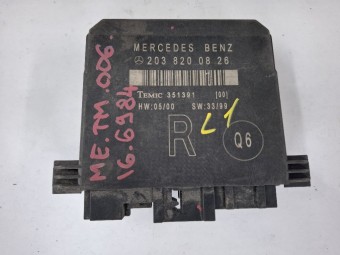 MERCEDES BENZ
203 820 08 26
TEMIC 351391 [00]
HW:05/00 SW:33/99
R
L1
Q6
ME.TM.006.
16.6984